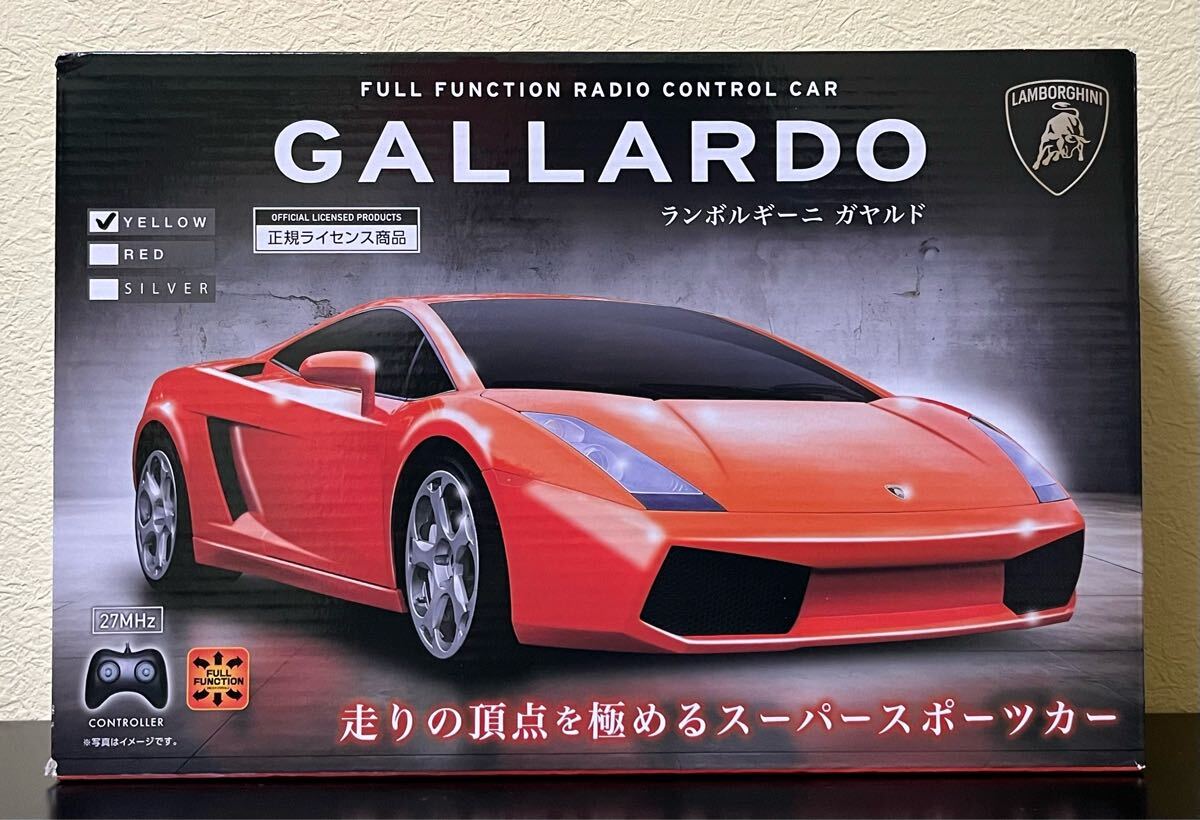 FULL FUNCTION RADIO CONTROL CAR
GALLARDO
LAMBORGHINI
ランボルギーニ ガヤルド
YELLOW
RED
SILVER
OFFICIAL LICENSED PRODUCTS
正規ライセンス商品
27MHz
CONTROLLER
FULL
FUNCTION
※写真はイメージです。
走りの頂点を極めるスーパースポーツカー